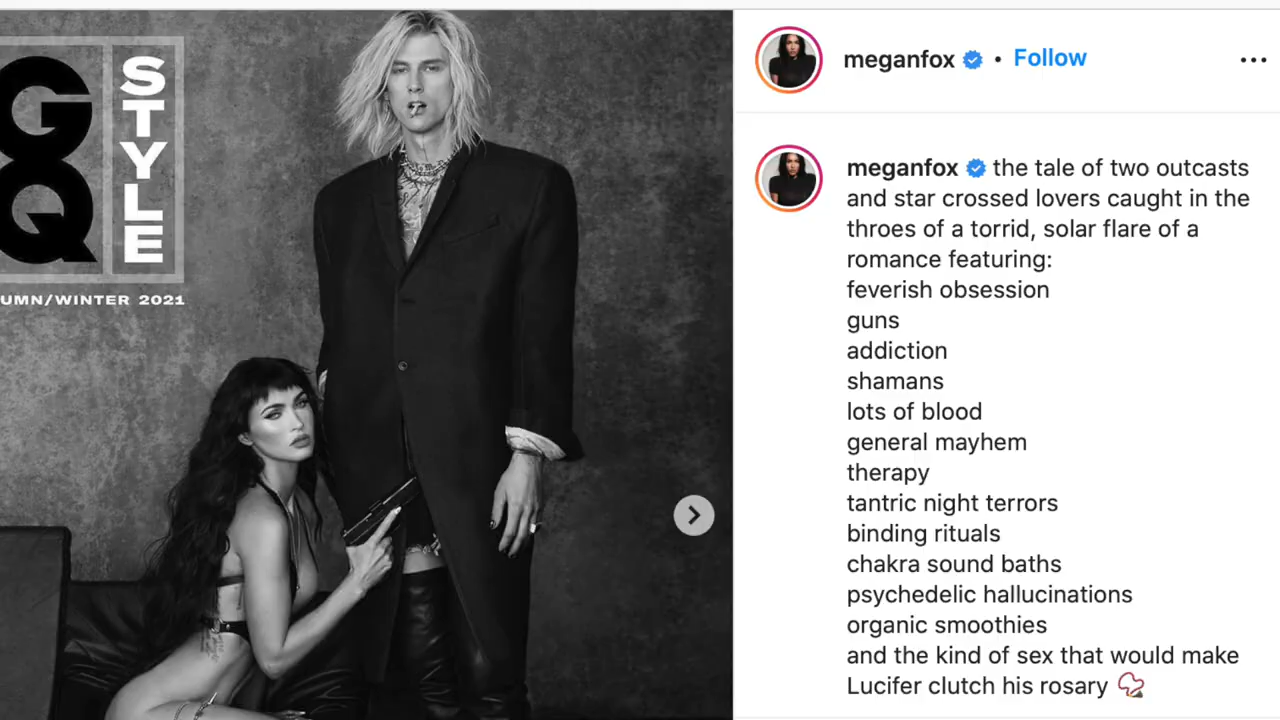 GQ
STYLE
UMN/WINTER 2021
meganfox • Follow
meganfox the tale of two outcasts
and star crossed lovers caught in the
throes of a torrid, solar flare of a
romance featuring:
feverish obsession
guns
addiction
shamans
lots of blood
general mayhem
therapy
tantric night terrors
binding rituals
chakra sound baths
psychedelic hallucinations
organic smoothies
and the kind of sex that would make
Lucifer clutch his rosary